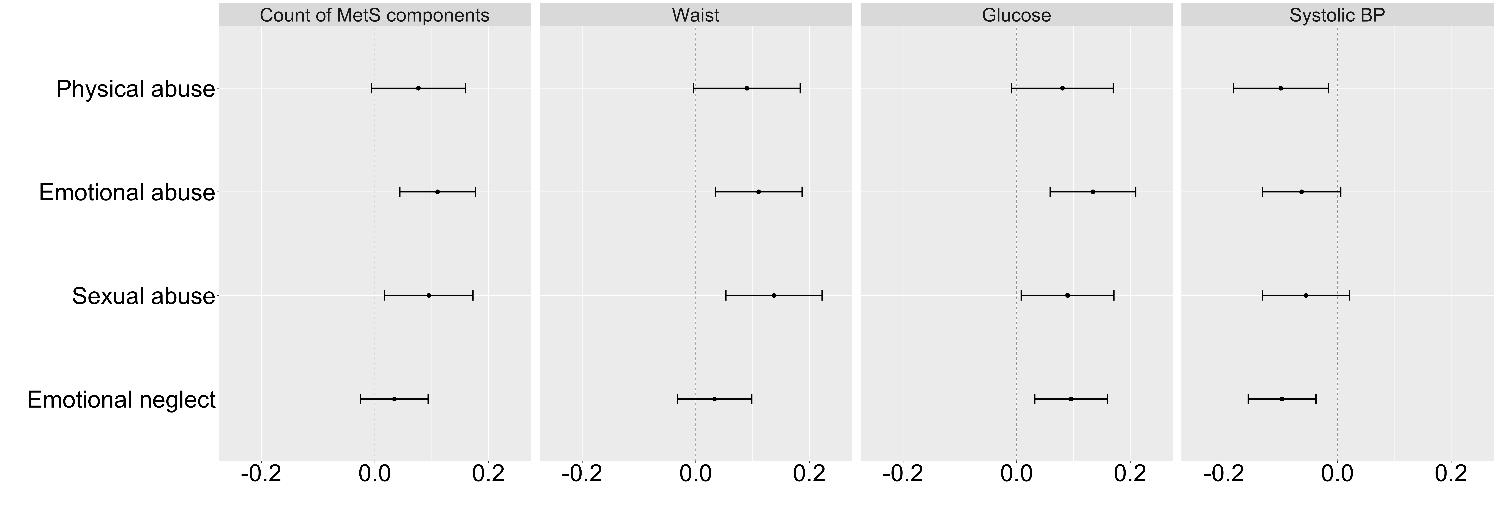 Count of MetS components Waist Glucose Systolic BP
Physical abuse
Emotional abuse
Sexual abuse
Emotional neglect
-0.2 0.0 0.2 -0.2 0.0 0.2 -0.2 0.0 0.2 -0.2 0.0 0.2